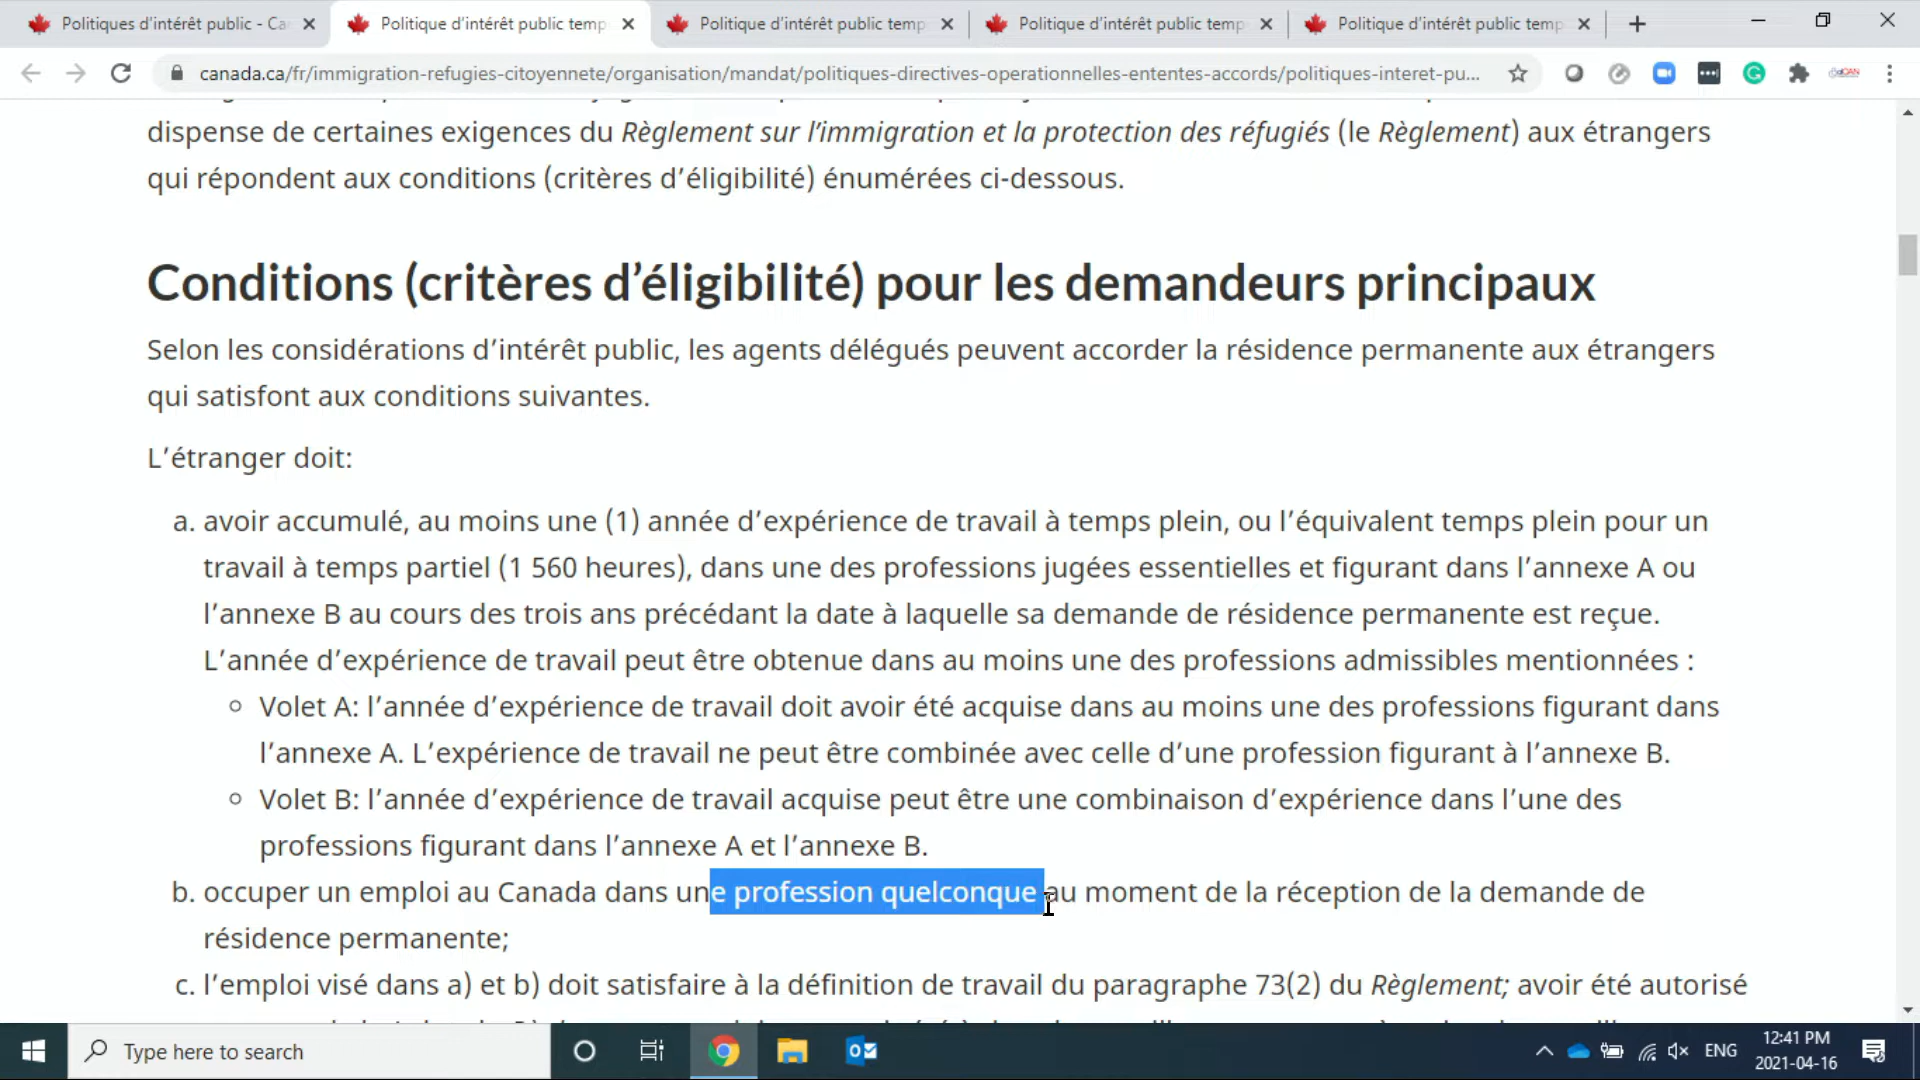 Politiques d'intérêt public - Ca
Politique d'intérêt public temp
Politique d'intérêt public temp
Politique d'intérêt public temp
Politique d'intérêt public temp
canada.ca/fr/immigration-refugies-citoyennete/organisation/mandat/politiques-directives-operationnelles-ententes-accords/politiques-interet-pu...
dispense de certaines exigences du Règlement sur l'immigration et la protection des réfugiés (le Règlement) aux étrangers
qui répondent aux conditions (critères d'éligibilité) énumérées ci-dessous.
Conditions (critères d'éligibilité) pour les demandeurs principaux
Selon les considérations d'intérêt public, les agents délégués peuvent accorder la résidence permanente aux étrangers
qui satisfont aux conditions suivantes.
L'étranger doit:
a. avoir accumulé, au moins une (1) année d'expérience de travail à temps plein, ou l'équivalent temps plein pour un
travail à temps partiel (1 560 heures), dans une des professions jugées essentielles et figurant dans l'annexe A ou
l'annexe B au cours des trois ans précédant la date à laquelle sa demande de résidence permanente est reçue.
L'année d'expérience de travail peut être obtenue dans au moins une des professions admissibles mentionnées :
Volet A: l'année d'expérience de travail doit avoir été acquise dans au moins une des professions figurant dans
l'annexe A. L'expérience de travail ne peut être combinée avec celle d'une profession figurant à l'annexe B.
Volet B: l'année d'expérience de travail acquise peut être une combinaison d'expérience dans l'une des
professions figurant dans l'annexe A et l'annexe B.
b. occuper un emploi au Canada dans une profession quelconque au moment de la réception de la demande de
résidence permanente;
c. l'emploi visé dans a) et b) doit satisfaire à la définition de travail du paragraphe 73(2) du Règlement; avoir été autorisé
Type here to search
ENG
12:41 PM
2021-04-16